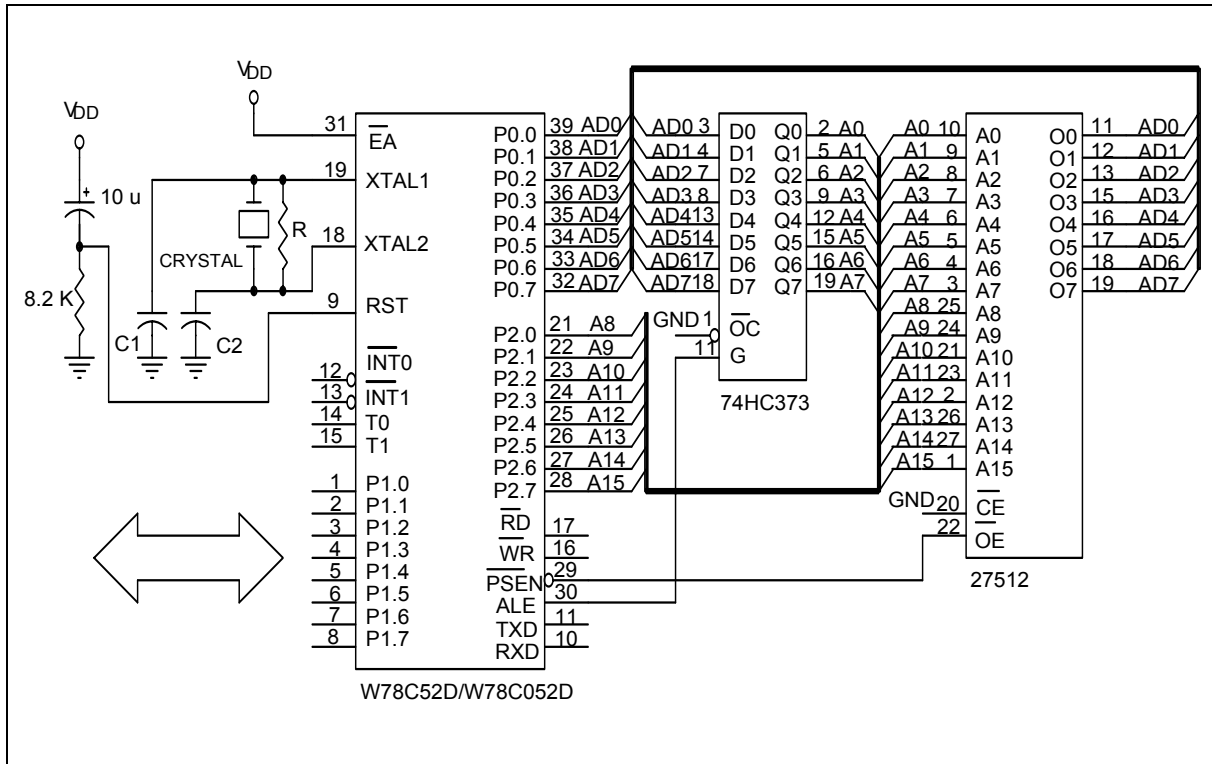 VDD
VDD
10 u
8.2 K
C1
C2
CRYSTAL
R
31 EA
19 XTAL1
18 XTAL2
9 RST
12 INT0
13 INT1
14 T0
15 T1
1 P1.0
2 P1.1
3 P1.2
4 P1.3
5 P1.4
6 P1.5
7 P1.6
8 P1.7
P0.0 39 AD0
P0.1 38 AD1
P0.2 37 AD2
P0.3 36 AD3
P0.4 35 AD4
P0.5 34 AD5
P0.6 33 AD6
P0.7 32 AD7
P2.0 21 A8
P2.1 22 A9
P2.2 23 A10
P2.3 24 A11
P2.4 25 A12
P2.5 26 A13
P2.6 27 A14
P2.7 28 A15
RD 17
WR 16
PSEN 29
ALE 30
TXD 11
RXD 10
W78C52D/W78C052D
AD0 3 D0 Q0 2 A0
AD1 4 D1 Q1 5 A1
AD2 7 D2 Q2 6 A2
AD3 8 D3 Q3 9 A3
AD4 13 D4 Q4 12 A4
AD5 14 D5 Q5 15 A5
AD6 17 D6 Q6 16 A6
AD7 18 D7 Q7 19 A7
GND 1 OC
11 G
74HC373
A0 10 A0 O0 11 AD0
A1 9 A1 O1 12 AD1
A2 8 A2 O2 13 AD2
A3 7 A3 O3 15 AD3
A4 6 A4 O4 16 AD4
A5 5 A5 O5 17 AD5
A6 4 A6 O6 18 AD6
A7 3 A7 O7 19 AD7
A8 25 A8
A9 24 A9
A10 21 A10
A11 23 A11
A12 2 A12
A13 26 A13
A14 27 A14
A15 1 A15
GND 20 CE
22 OE
27512